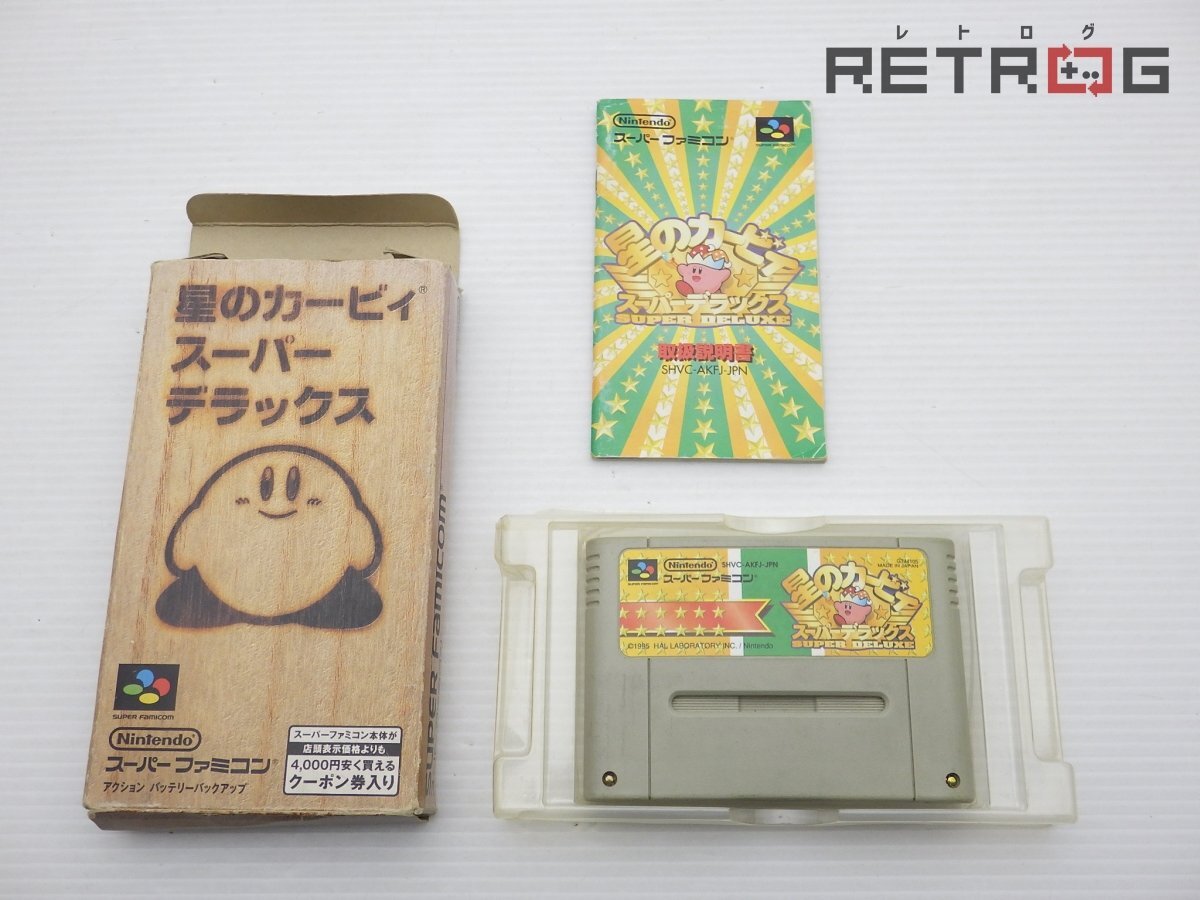 レトログ
RETROG
Nintendo
スーパーファミコン
SUPER FAMICOM
星のカービィ
スーパーデラックス
SUPER DELUXE
取扱説明書
SHVC-AKFJ-JPN
星のカービィ®
スーパー
デラックス
SUPER FAMICOM
Nintendo
スーパーファミコン®
アクション バッテリーバックアップ
スーパーファミコン本体が
店頭表示価格よりも
4,000円安く買える
クーポン券入り
SUPER FAMICOM
Nintendo
SHVC-AKFJ-JPN
スーパーファミコン®
MADE IN JAPAN
星のカービィ
スーパーデラックス
SUPER DELUXE
©1995 HAL LABORATORY INC. / Nintendo